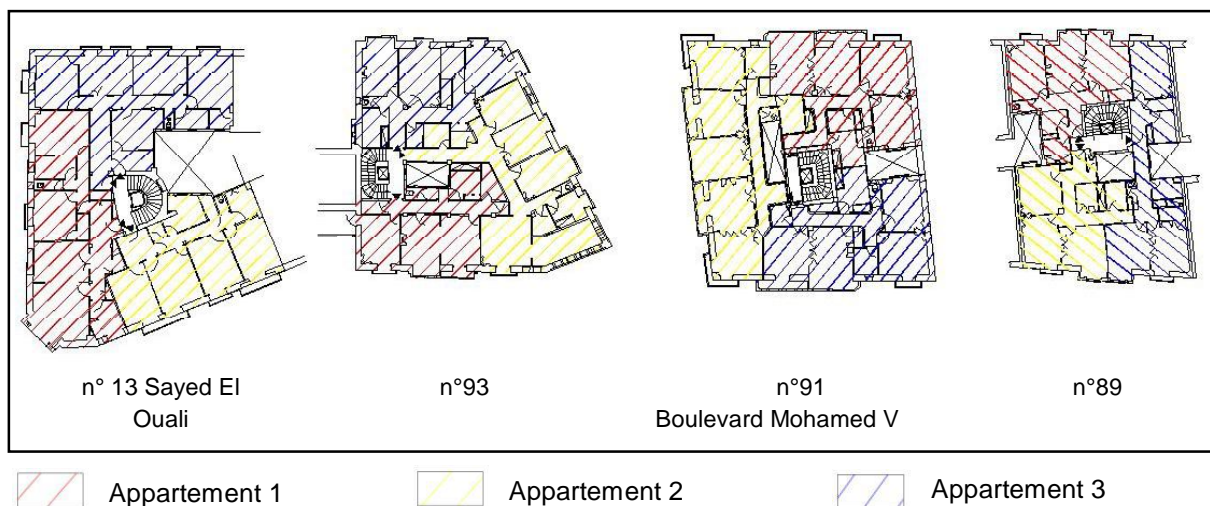 n° 13 Sayed El
Ouali
n°93
n°91
Boulevard Mohamed V
n°89
Appartement 1
Appartement 2
Appartement 3